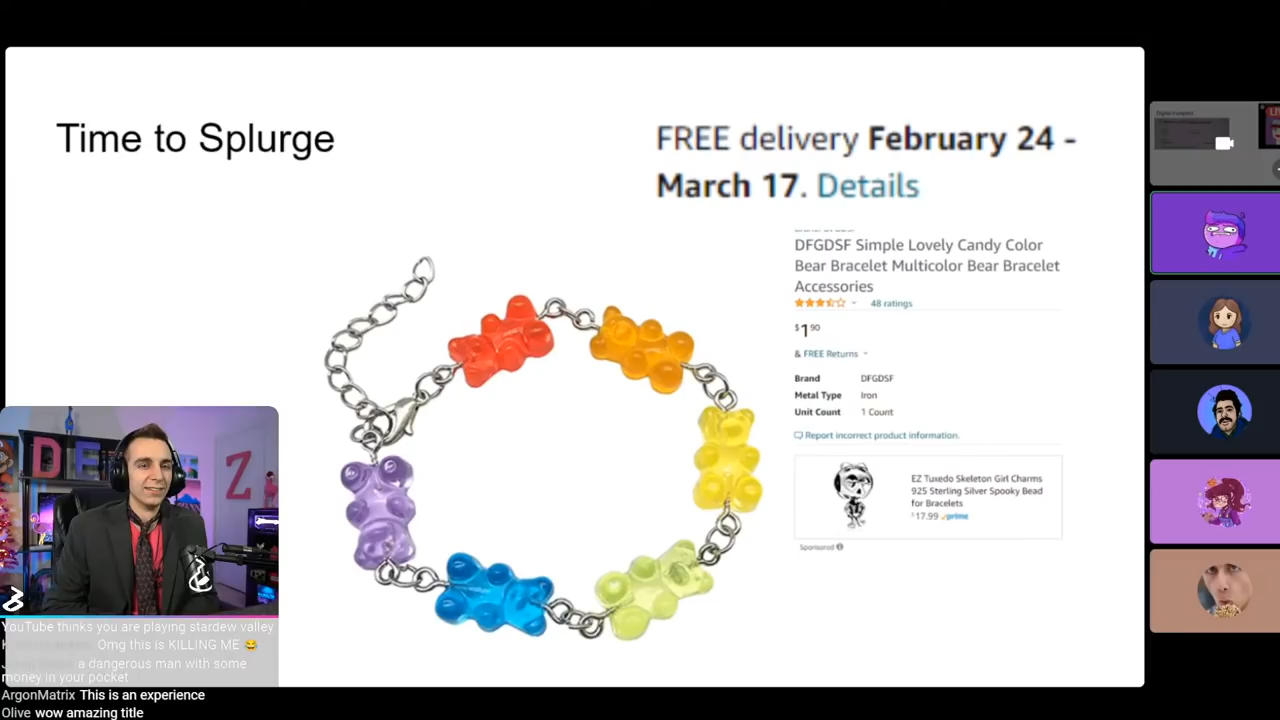 Time to Splurge
FREE delivery February 24 -
March 17. Details
DFGDSF Simple Lovely Candy Color
Bear Bracelet Multicolor Bear Bracelet
Accessories
48 ratings
$1.90
& FREE Returns
Brand DFGDSF
Metal Type Iron
Unit Count 1 Count
Report incorrect product information.
EZ Tuxedo Skeleton Girl Charms
925 Sterling Silver Spooky Bead
for Bracelets
$17.99 prime
Sponsored
D E
Z
YouTube thinks you are playing stardew valley
Omg this is KILLING ME 😂
a dangerous man with some
money in your pocket
ArgonMatrix This is an experience
Olive wow amazing title